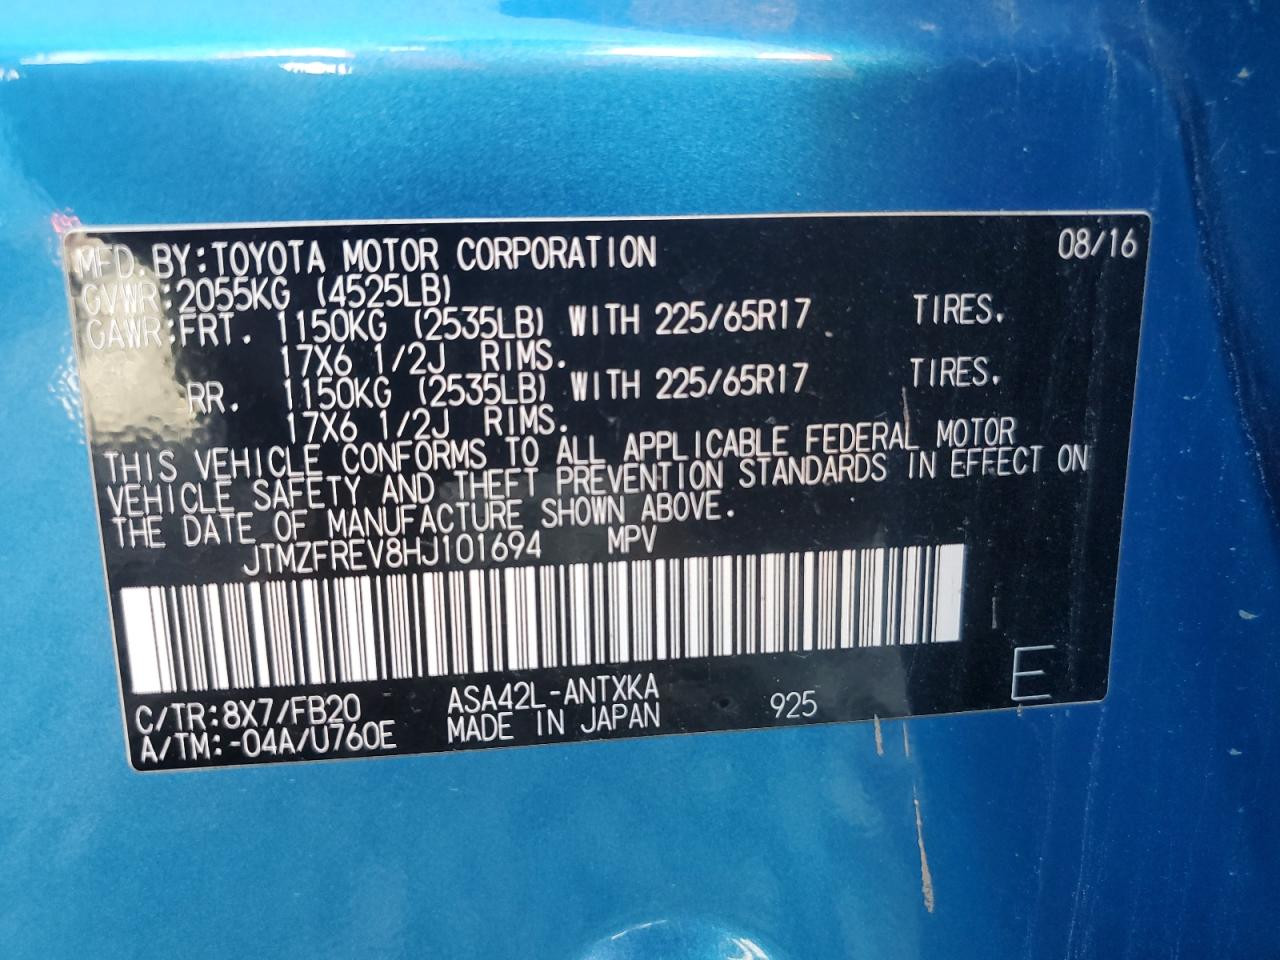 MFD. BY: TOYOTA MOTOR CORPORATION 08/16
GVWR: 2055KG (4525LB)
GAWR: FRT. 1150KG (2535LB) WITH 225/65R17 TIRES.
17X6 1/2J RIMS.
RR. 1150KG (2535LB) WITH 225/65R17 TIRES.
17X6 1/2J RIMS.
THIS VEHICLE CONFORMS TO ALL APPLICABLE FEDERAL MOTOR
VEHICLE SAFETY AND THEFT PREVENTION STANDARDS IN EFFECT ON
THE DATE OF MANUFACTURE SHOWN ABOVE.
JTMZFREV8HJ101694 MPV
C/TR: 8X7/FB20 ASA42L-ANTXKA 925 E
A/TM: -04A/U760E MADE IN JAPAN